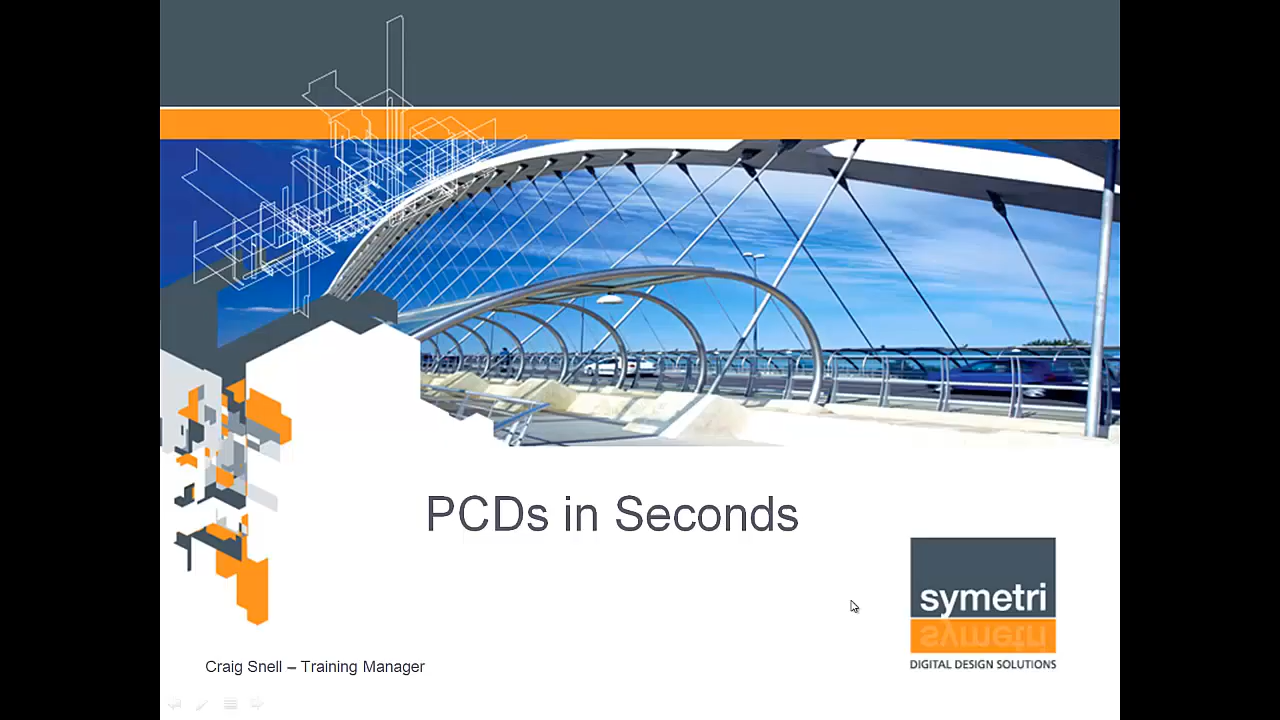 PCDs in Seconds
symetri
DIGITAL DESIGN SOLUTIONS
Craig Snell – Training Manager